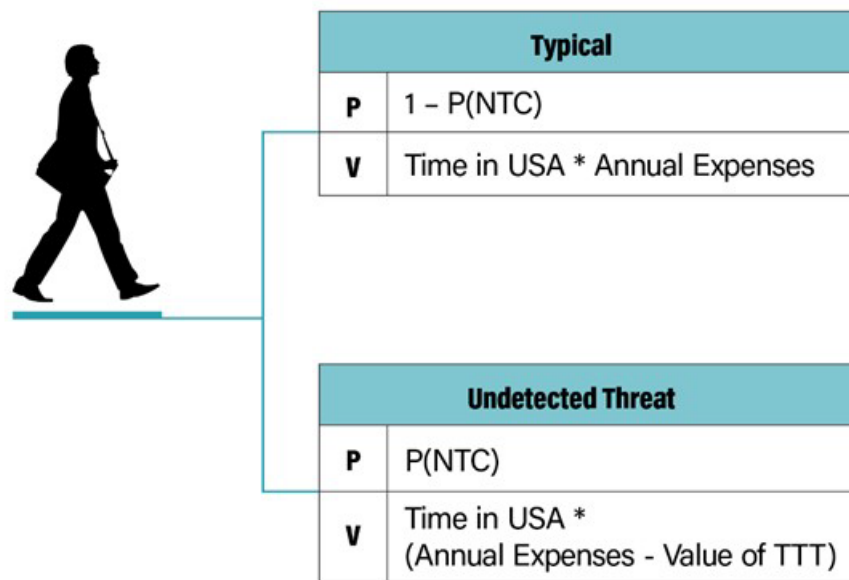 Typical
P 1 – P(NTC)
V Time in USA * Annual Expenses
Undetected Threat
P P(NTC)
V Time in USA *
(Annual Expenses - Value of TTT)